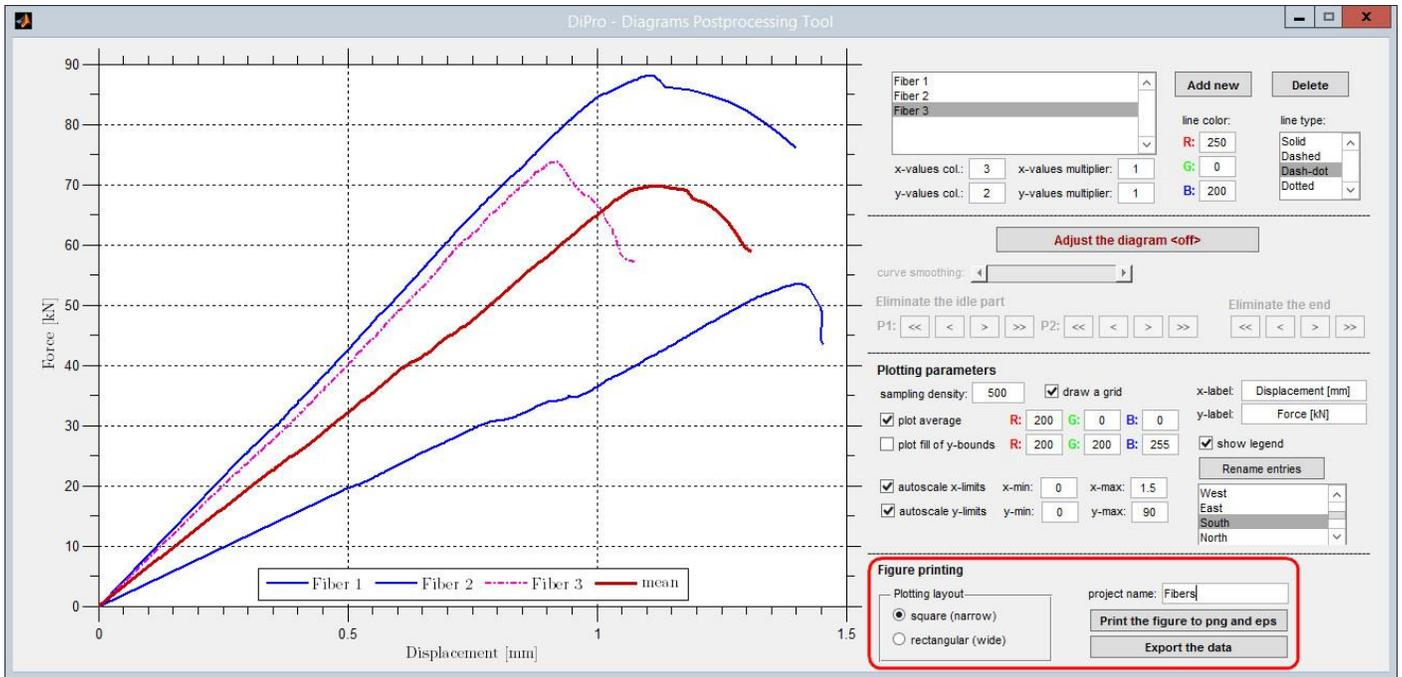 DiPro - Diagrams Postprocessing Tool
90
80
70
60
50
40
30
20
10
0
Force [kN]
0 0.5 1 1.5
Displacement [mm]
Fiber 1 Fiber 2 Fiber 3 mean
Fiber 1
Fiber 2
Fiber 3
Add new Delete
line color: line type:
R: 250
G: 0
B: 200
Solid
Dashed
Dash-dot
Dotted
x-values col.: 3 x-values multiplier: 1
y-values col.: 2 y-values multiplier: 1
Adjust the diagram <off>
curve smoothing:
Eliminate the idle part Eliminate the end
P1: << < > >> P2: << < > >> << < > >>
Plotting parameters
sampling density: 500 draw a grid x-label: Displacement [mm]
y-label: Force [kN]
plot average R: 200 G: 0 B: 0
plot fill of y-bounds R: 200 G: 200 B: 255 show legend
Rename entries
autoscale x-limits x-min: 0 x-max: 1.5
autoscale y-limits y-min: 0 y-max: 90
West
East
South
North
Figure printing
Plotting layout
square (narrow)
rectangular (wide)
project name: Fibers
Print the figure to png and eps
Export the data